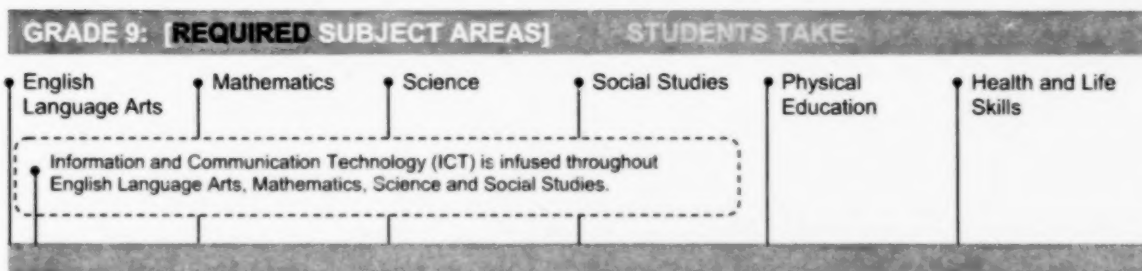 GRADE 9: [REQUIRED SUBJECT AREAS] STUDENTS TAKE:
English
Language Arts
Mathematics
Science
Social Studies
Physical
Education
Health and Life
Skills
Information and Communication Technology (ICT) is infused throughout
English Language Arts, Mathematics, Science and Social Studies.